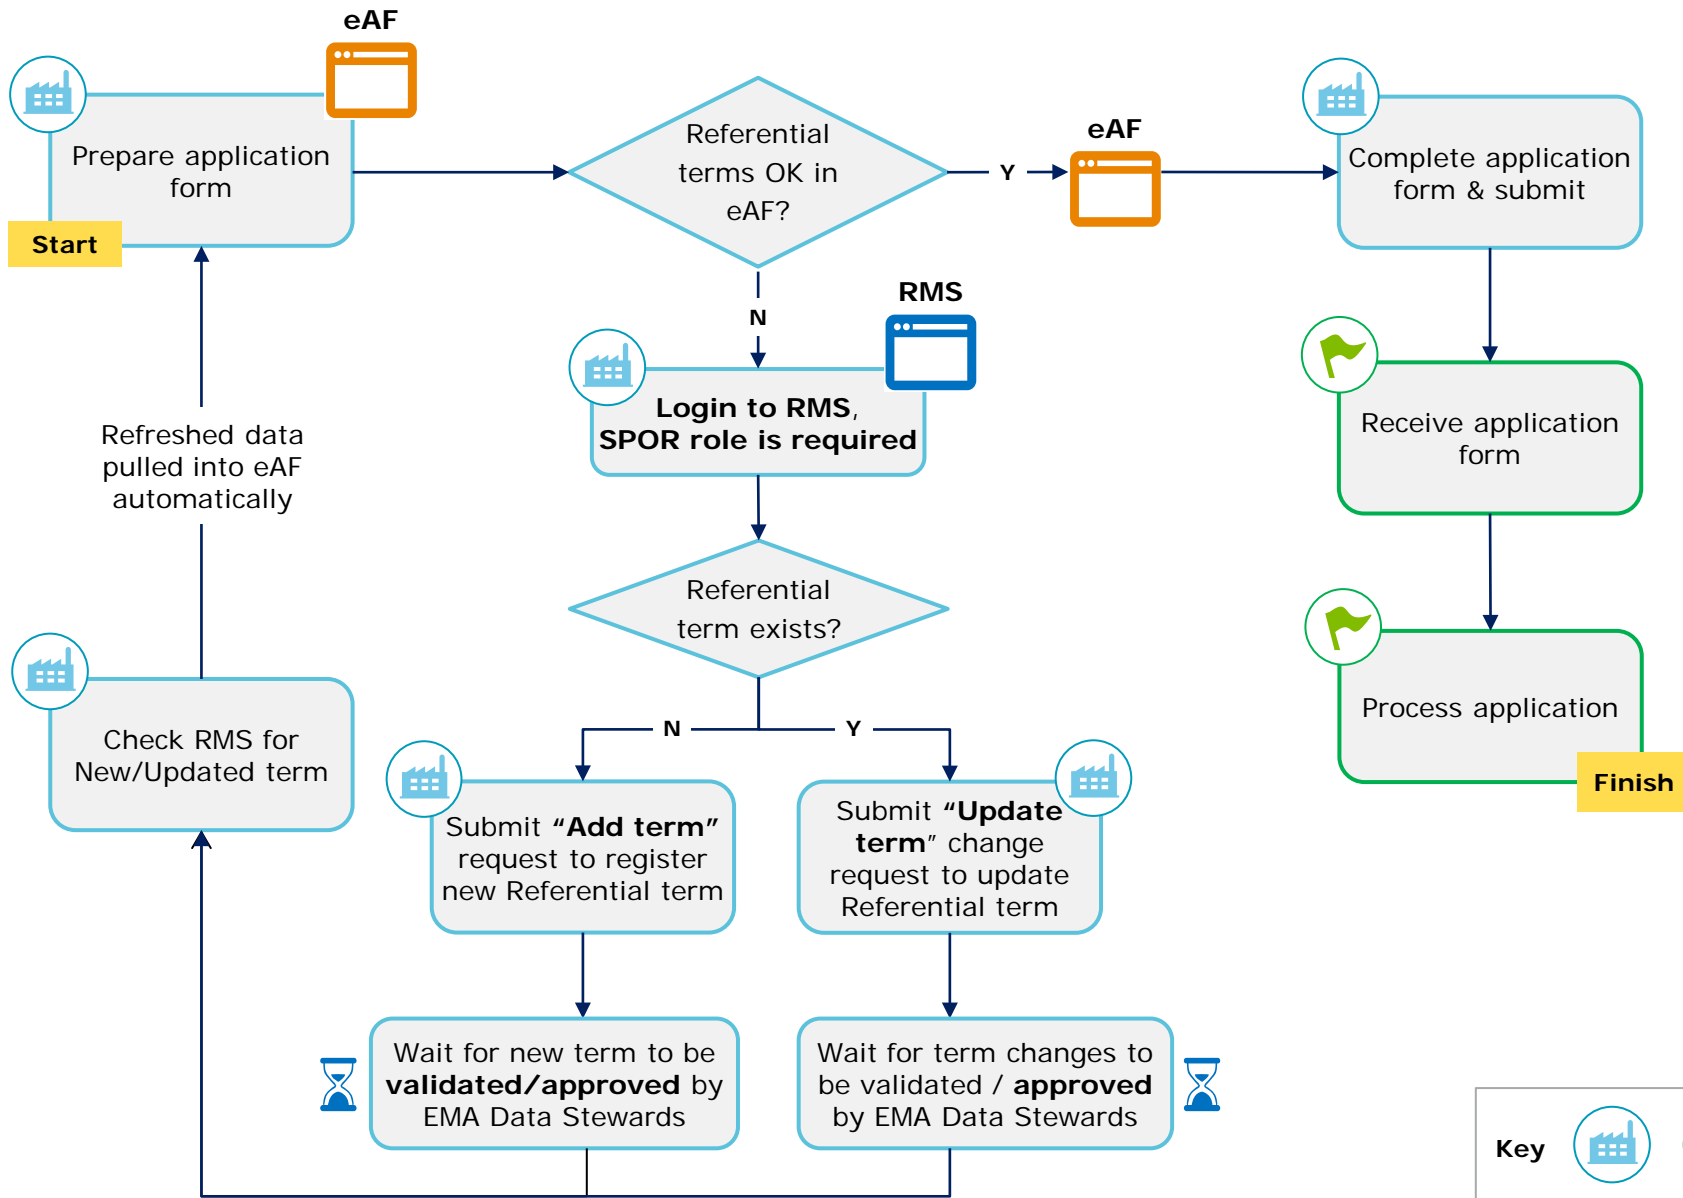 eAF
Prepare application
form
Start
Referential
terms OK in
eAF?
Y
eAF
Complete application
form & submit
N
RMS
Login to RMS,
SPOR role is required
Receive application
form
Refreshed data
pulled into eAF
automatically
Referential
term exists?
Process application
Finish
Check RMS for
New/Updated term
N
Y
Submit “Add term”
request to register
new Referential term
Submit “Update
term” change
request to update
Referential term
Wait for new term to be
validated/approved by
EMA Data Stewards
Wait for term changes to
be validated / approved
by EMA Data Stewards
Key